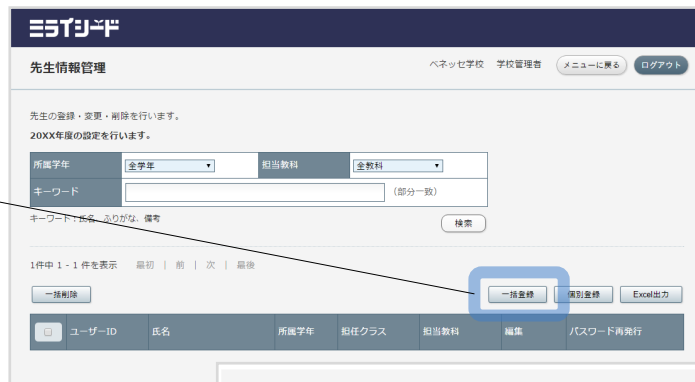 ミライシード
先生情報管理 ベネッセ学校 学校管理者 メニューに戻る ログアウト
先生の登録・変更・削除を行います。
20XX年度の設定を行います。
所属学年 全学年 担当教科 全教科
キーワード (部分一致)
キーワード:氏名、ふりがな、備考
検索
1件中 1 - 1 件を表示 最初 | 前 | 次 | 最後
一括削除 一括登録 個別登録 Excel出力
ユーザーID 氏名 所属学年 担任クラス 担当教科 編集 パスワード再発行